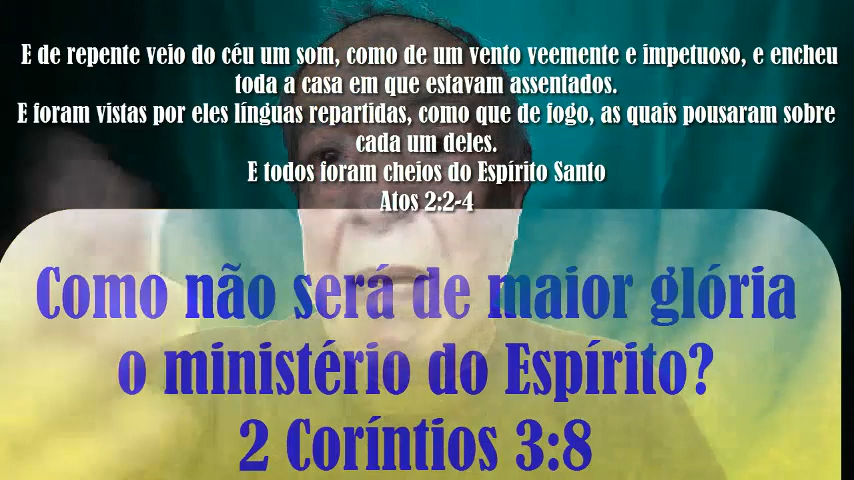 E de repente veio do céu um som, como de um vento veemente e impetuoso, e encheu
toda a casa em que estavam assentados.
E foram vistas por eles línguas repartidas, como que de fogo, as quais pousaram sobre
cada um deles.
E todos foram cheios do Espírito Santo
Atos 2:2-4
Como não será de maior glória
o ministério do Espírito?
2 Coríntios 3:8